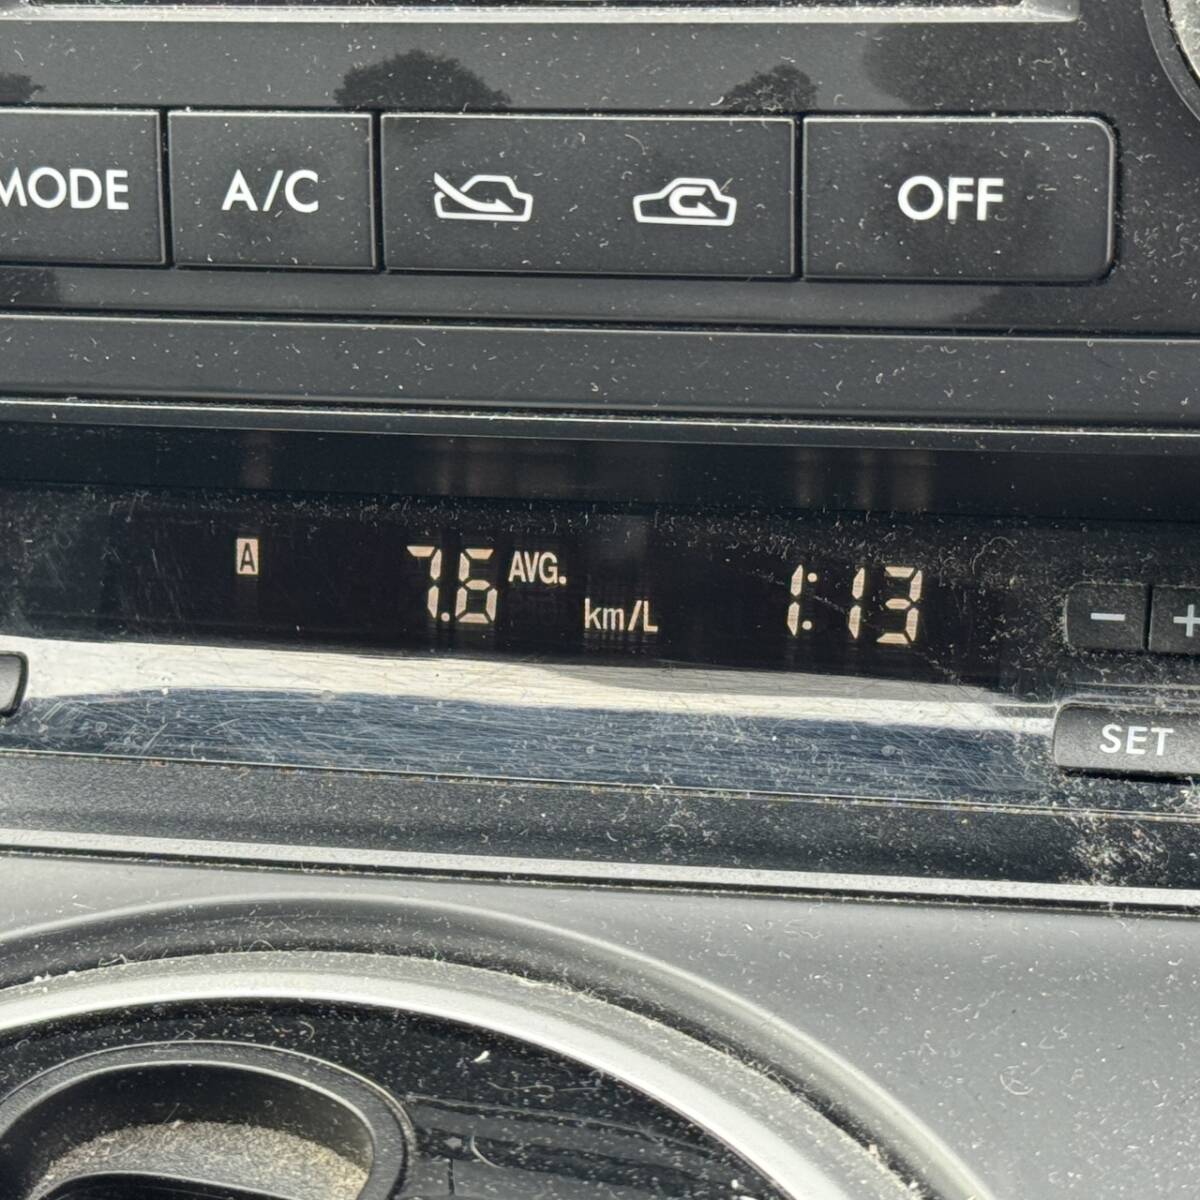 MODE A/C OFF
A 7.6 AVG. km/L 1:13 − +
SET